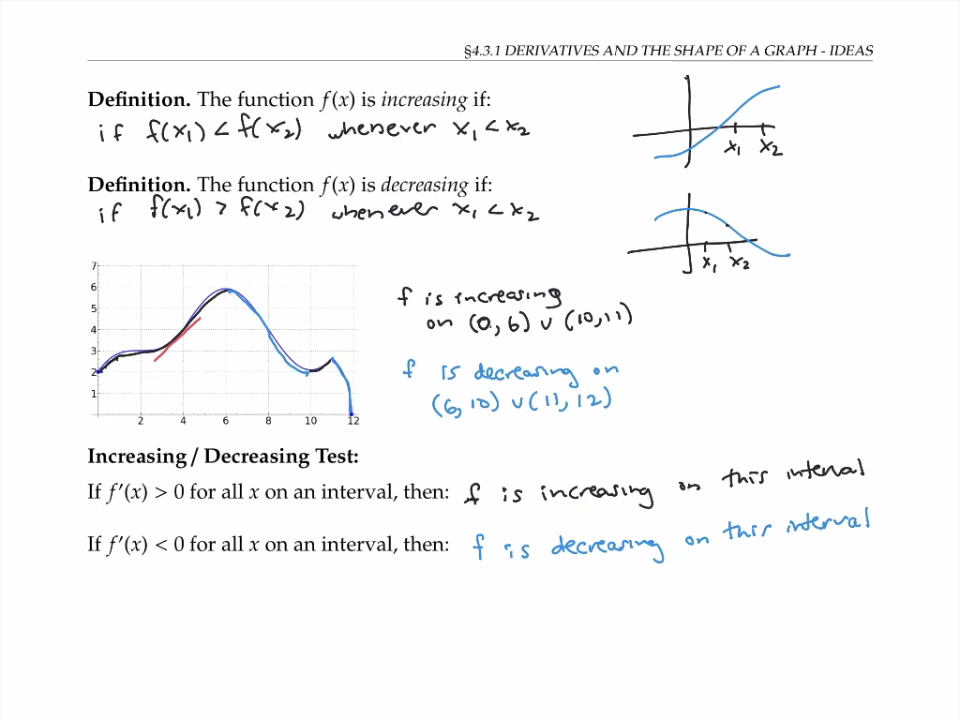 §4.3.1 DERIVATIVES AND THE SHAPE OF A GRAPH - IDEAS
Definition. The function f(x) is increasing if:
if f(x₁) < f(x₂) whenever x₁ < x₂
x₁ x₂
Definition. The function f(x) is decreasing if:
if f(x₁) > f(x₂) whenever x₁ < x₂
x₁ x₂
7
6
5
4
3
2
1
2 4 6 8 10 12
f is increasing
on (0, 6) ∪ (10, 11)
f is decreasing on
(6, 10) ∪ (11, 12)
Increasing / Decreasing Test:
If f′(x) > 0 for all x on an interval, then: f is increasing on this interval
If f′(x) < 0 for all x on an interval, then: f is decreasing on this interval